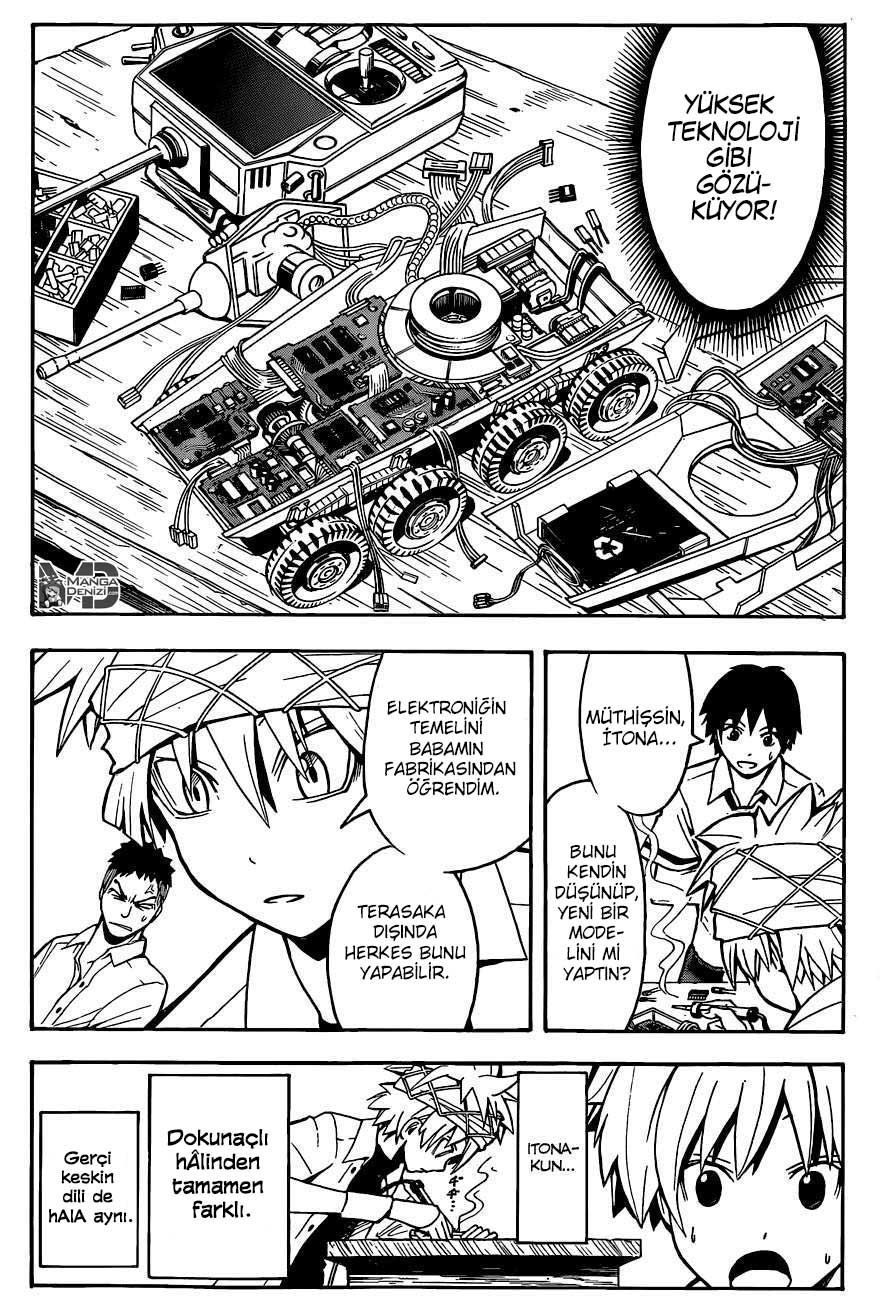 YÜKSEK
TEKNOLOJİ
GİBI
GÖZÜ-
KÜYOR!
MANGA
DENİZİ
MÜTHİŞSİN,
İTONA...
BUNU
KENDİN
DÜŞÜNÜP,
YENİ BİR
MODE-
LİNİ Mİ
YAPTIN?
ELEKTRONİĞİN
TEMELİNİ
BABAMIN
FABRİKASINDAN
ÖĞRENDİM.
TERASAKA
DIŞINDA
HERKES BUNU
YAPABİLİR.
ITONA-
KUN...
Dokunaçlı
hÂlinden
tamamen
farklı.
Gerçi
keskin
dili de
hAlA aynı.